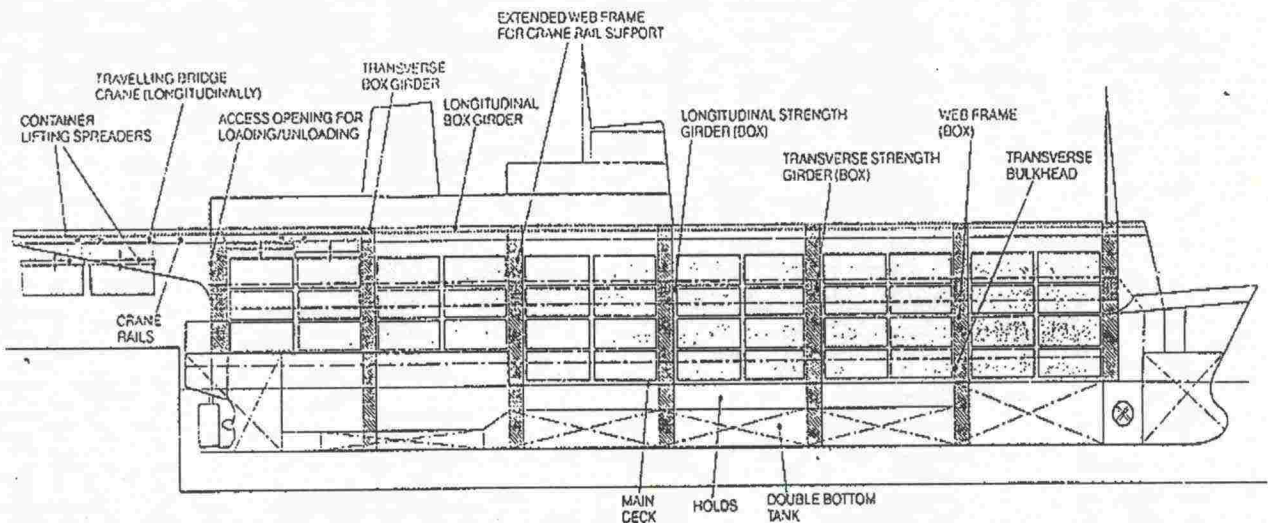 EXTENDED WEB FRAME
FOR CRANE RAIL SUPPORT
TRAVELLING BRIDGE
CRANE (LONGITUDINALLY)
TRANSVERSE
BOX GIRDER
CONTAINER
LIFTING SPREADERS
ACCESS OPENING FOR
LOADING/UNLOADING
LONGITUDINAL
BOX GIRDER
LONGITUDINAL STRENGTH
GIRDER (BOX)
WEB FRAME
(BOX)
TRANSVERSE STRENGTH
GIRDER (BOX)
TRANSVERSE
BULKHEAD
CRANE
RAILS
MAIN
DECK
HOLDS
DOUBLE BOTTOM
TANK